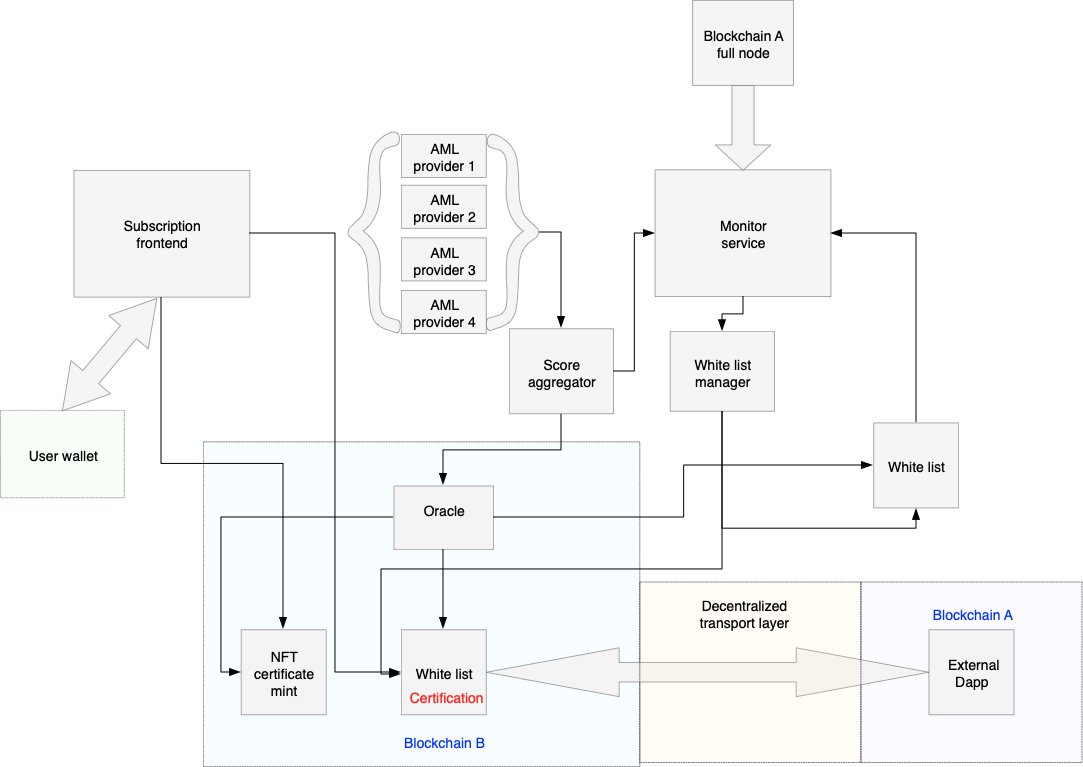 Blockchain A
full node
AML
provider 1
AML
provider 2
AML
provider 3
AML
provider 4
Subscription
frontend
Monitor
service
Score
aggregator
White list
manager
User wallet
White list
Oracle
Decentralized
transport layer
Blockchain A
NFT
certificate
mint
White list
Certification
External
Dapp
Blockchain B